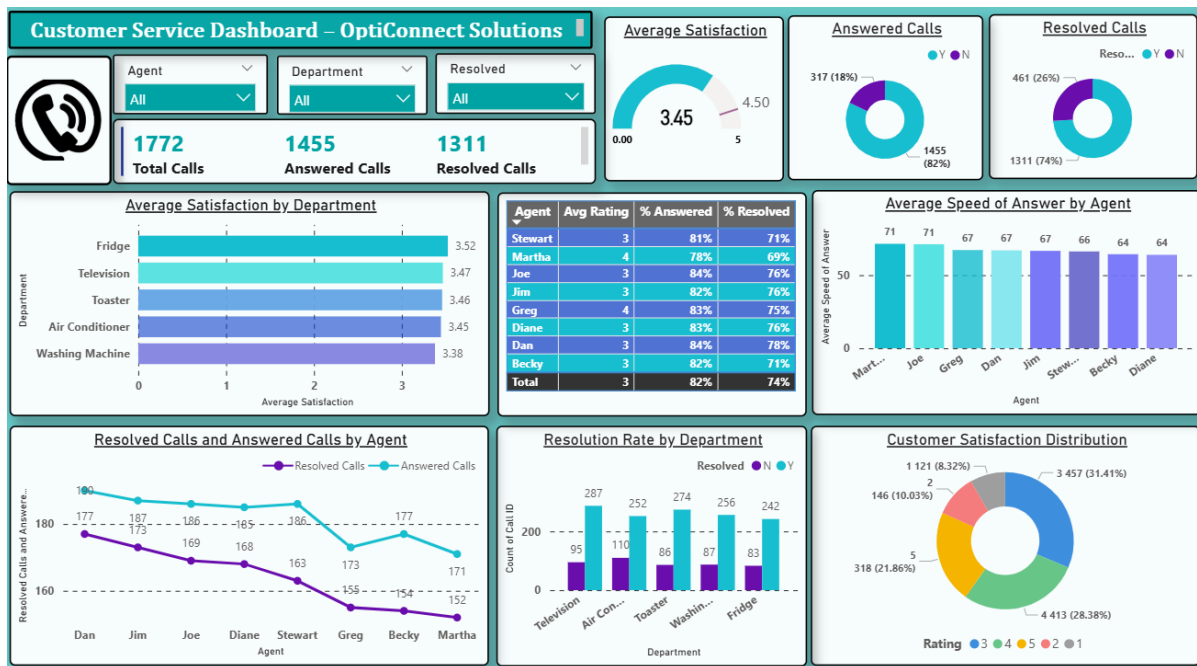 Customer Service Dashboard – OptiConnect Solutions
Agent
All
Department
All
Resolved
All
1772
Total Calls
1455
Answered Calls
1311
Resolved Calls
Average Satisfaction
4.50
3.45
0.00
5
Answered Calls
Y N
317 (18%)
1455
(82%)
Resolved Calls
Reso... Y N
461 (26%)
1311 (74%)
Average Satisfaction by Department
Department
Fridge 3.52
Television 3.47
Toaster 3.46
Air Conditioner 3.45
Washing Machine 3.38
0 1 2 3
Average Satisfaction
Agent Avg Rating % Answered % Resolved
Stewart 3 81% 71%
Martha 4 78% 69%
Joe 3 84% 76%
Jim 3 82% 76%
Greg 4 83% 75%
Diane 3 83% 76%
Dan 3 84% 78%
Becky 3 82% 71%
Total 3 82% 74%
Average Speed of Answer by Agent
Average Speed of Answer
71 71 67 67 67 66 64 64
50
0
Mart... Joe Greg Dan Jim Stew... Becky Diane
Agent
Resolved Calls and Answered Calls by Agent
Resolved Calls Answered Calls
Resolved Calls and Answere...
180
160
190 187 186 185 186 173 177 171
177 173 169 168 163 155 154 152
Dan Jim Joe Diane Stewart Greg Becky Martha
Agent
Resolution Rate by Department
Resolved N Y
Count of Call ID
200
0
95 287 110 252 86 274 87 256 83 242
Television Air Con... Toaster Washin... Fridge
Department
Customer Satisfaction Distribution
1 121 (8.32%)
2
146 (10.03%)
5
318 (21.86%)
3 457 (31.41%)
4 413 (28.38%)
Rating 3 4 5 2 1